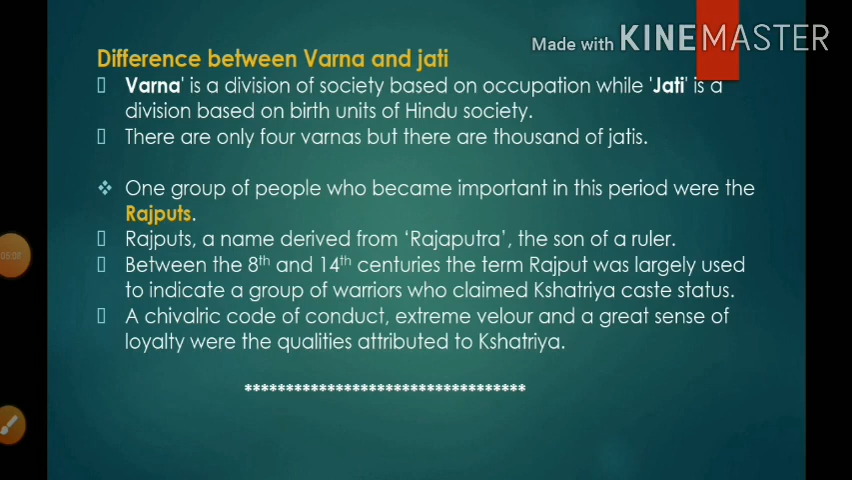 Made with KINEMASTER
Difference between Varna and jati
Varna' is a division of society based on occupation while 'Jati' is a
division based on birth units of Hindu society.
There are only four varnas but there are thousand of jatis.
One group of people who became important in this period were the
Rajputs.
Rajputs, a name derived from ‘Rajaputra’, the son of a ruler.
Between the 8th and 14th centuries the term Rajput was largely used
to indicate a group of warriors who claimed Kshatriya caste status.
A chivalric code of conduct, extreme velour and a great sense of
loyalty were the qualities attributed to Kshatriya.
**********************************